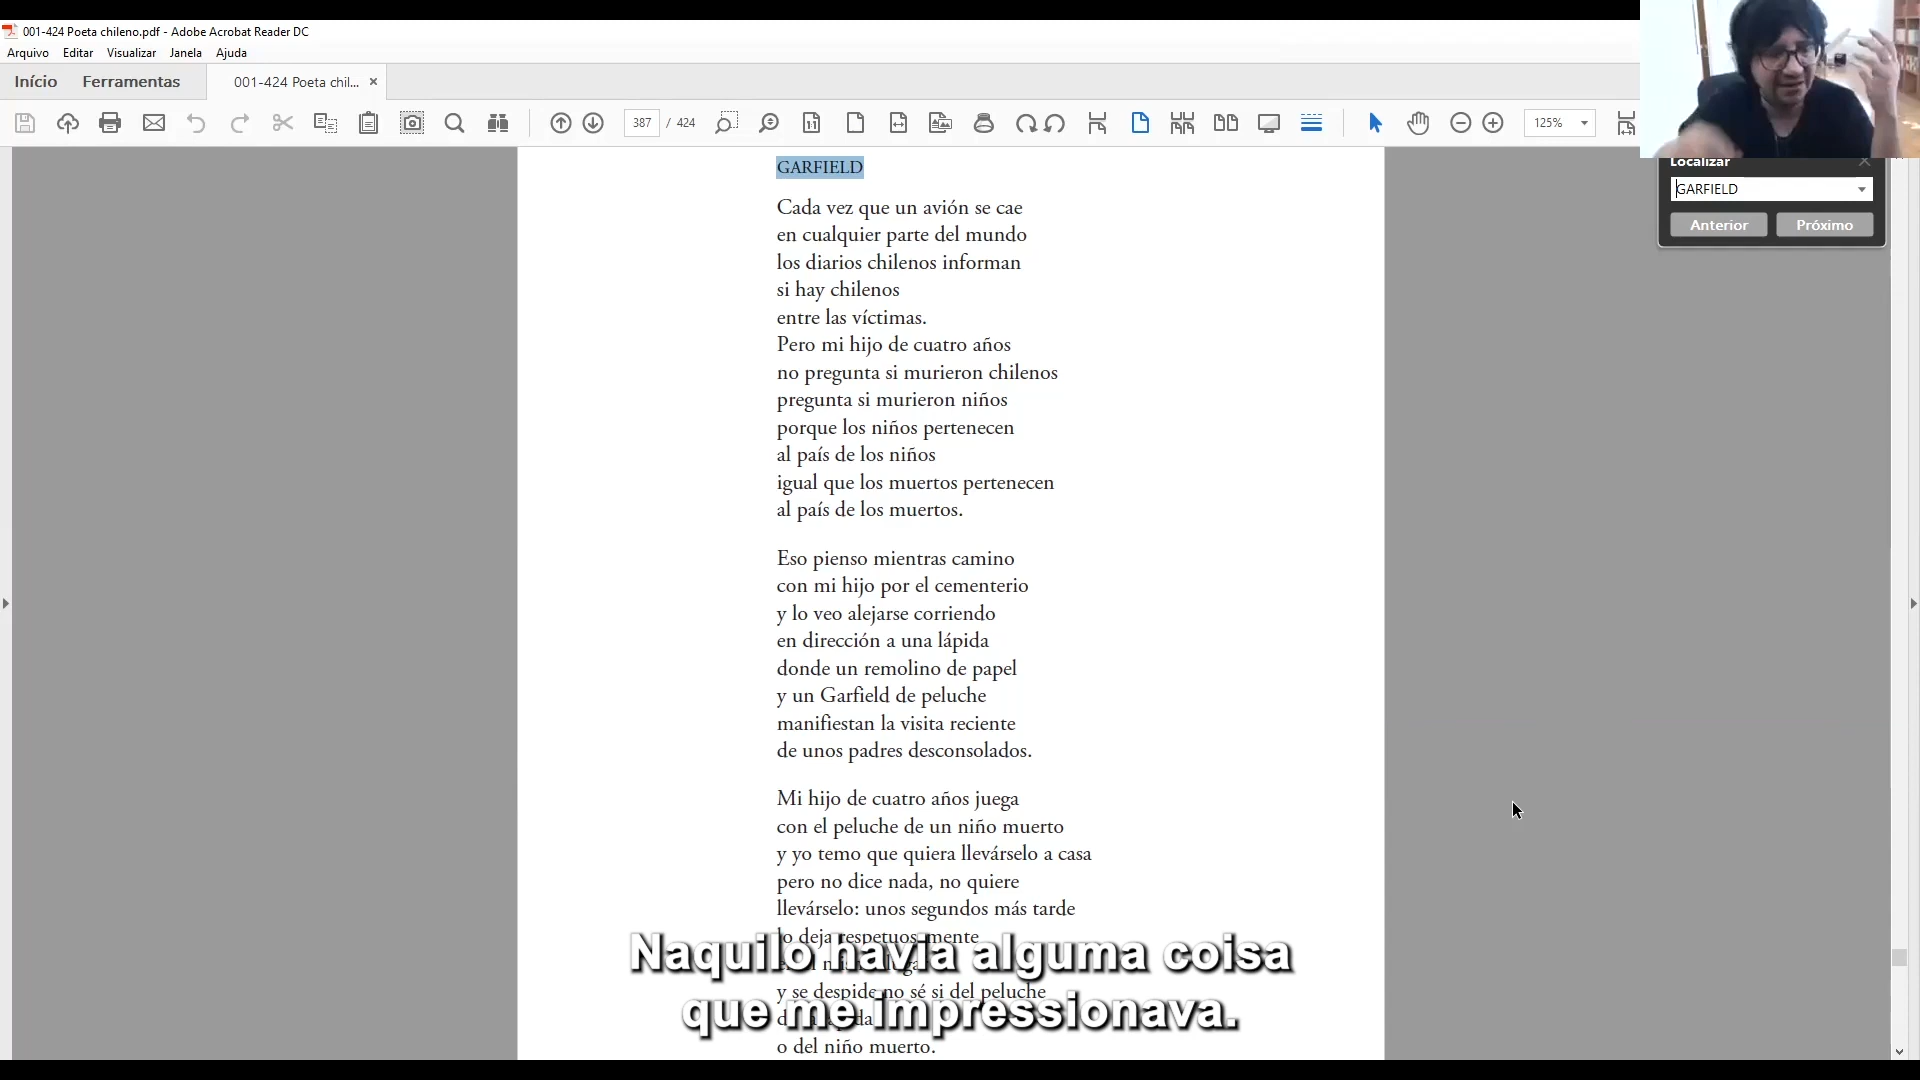 001-424 Poeta chileno.pdf - Adobe Acrobat Reader DC
Arquivo Editar Visualizar Janela Ajuda
Início Ferramentas 001-424 Poeta chil... ×
387 / 424 125%
Localizar
GARFIELD
Anterior Próximo
GARFIELD
Cada vez que un avión se cae
en cualquier parte del mundo
los diarios chilenos informan
si hay chilenos
entre las víctimas.
Pero mi hijo de cuatro años
no pregunta si murieron chilenos
pregunta si murieron niños
porque los niños pertenecen
al país de los niños
igual que los muertos pertenecen
al país de los muertos.
Eso pienso mientras camino
con mi hijo por el cementerio
y lo veo alejarse corriendo
en dirección a una lápida
donde un remolino de papel
y un Garfield de peluche
manifiestan la visita reciente
de unos padres desconsolados.
Mi hijo de cuatro años juega
con el peluche de un niño muerto
y yo temo que quiera llevárselo a casa
pero no dice nada, no quiere
llevárselo: unos segundos más tarde
lo deja respetuosamente
y se despide no sé si del peluche
o del niño muerto.
Naquilo havia alguma coisa
que me impressionava.